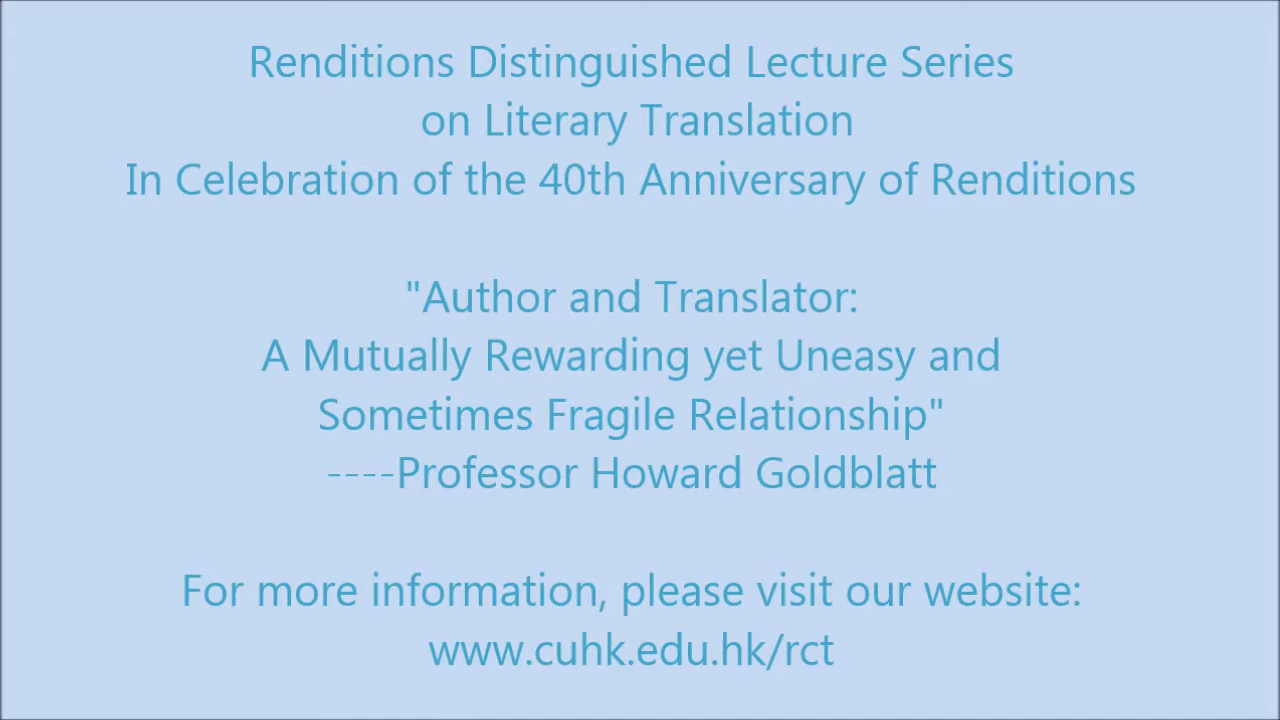 Renditions Distinguished Lecture Series
on Literary Translation
In Celebration of the 40th Anniversary of Renditions
"Author and Translator:
A Mutually Rewarding yet Uneasy and
Sometimes Fragile Relationship"
----Professor Howard Goldblatt
For more information, please visit our website:
www.cuhk.edu.hk/rct